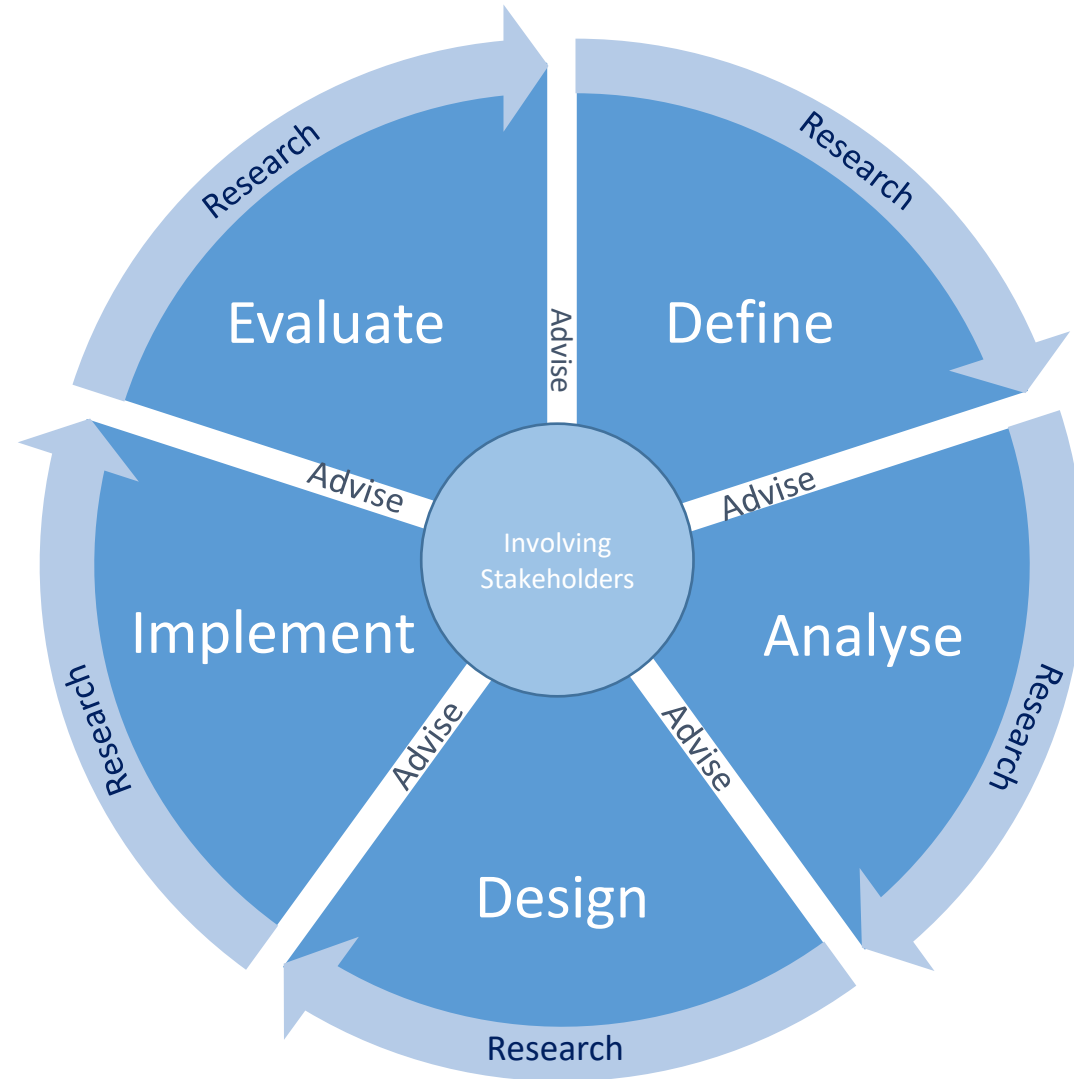 Research
Research
Evaluate
Define
Advise
Advise
Advise
Involving
Stakeholders
Implement
Analyse
Research
Research
Advise
Advise
Design
Research